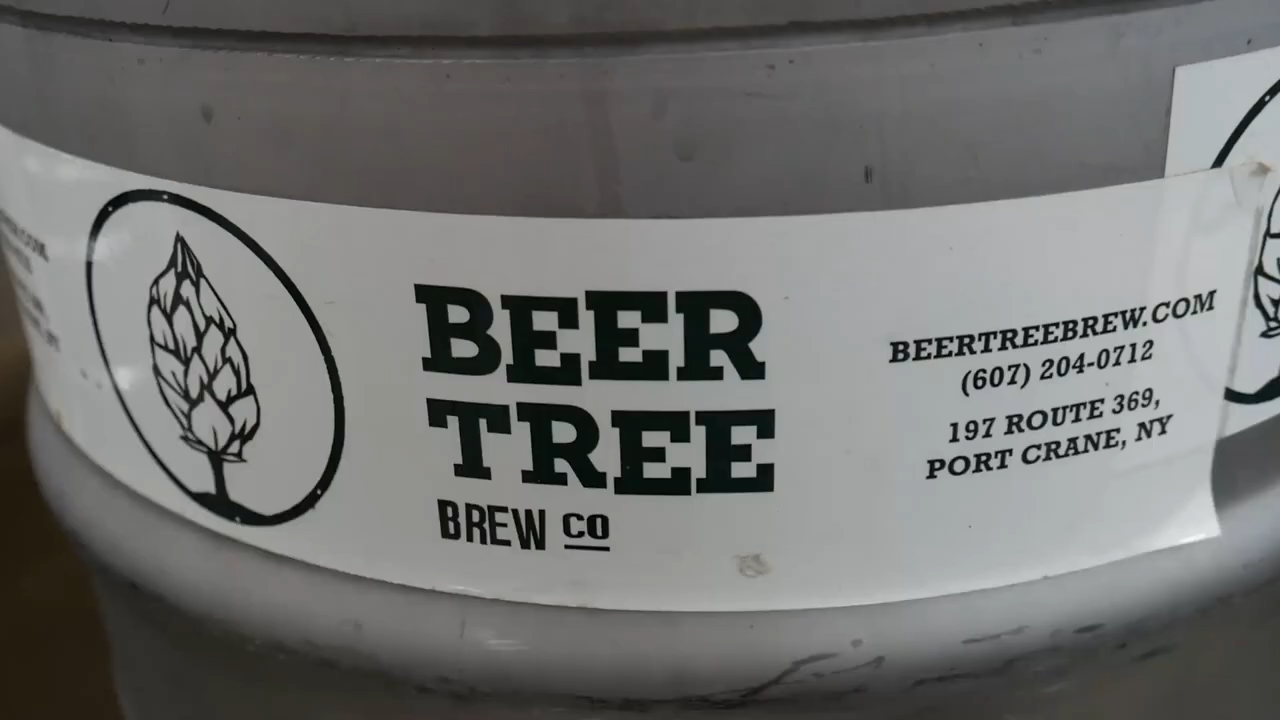 BEER
TREE
BREW CO
BEERTREEBREW.COM
(607) 204-0712
197 ROUTE 369,
PORT CRANE, NY